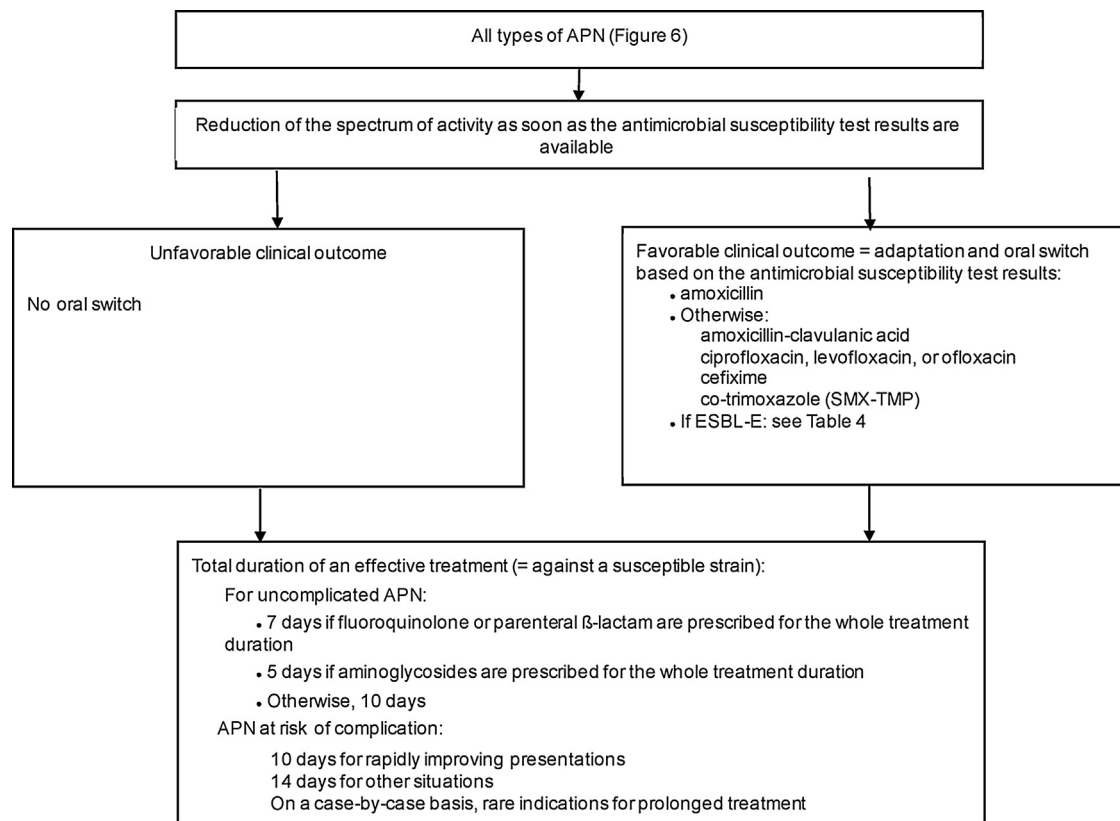 All types of APN (Figure 6)
Reduction of the spectrum of activity as soon as the antimicrobial susceptibility test results are
available
Unfavorable clinical outcome
No oral switch
Favorable clinical outcome = adaptation and oral switch
based on the antimicrobial susceptibility test results:
• amoxicillin
• Otherwise:
amoxicillin-clavulanic acid
ciprofloxacin, levofloxacin, or ofloxacin
cefixime
co-trimoxazole (SMX-TMP)
• If ESBL-E: see Table 4
Total duration of an effective treatment (= against a susceptible strain):
For uncomplicated APN:
• 7 days if fluoroquinolone or parenteral ß-lactam are prescribed for the whole treatment
duration
• 5 days if aminoglycosides are prescribed for the whole treatment duration
• Otherwise, 10 days
APN at risk of complication:
10 days for rapidly improving presentations
14 days for other situations
On a case-by-case basis, rare indications for prolonged treatment